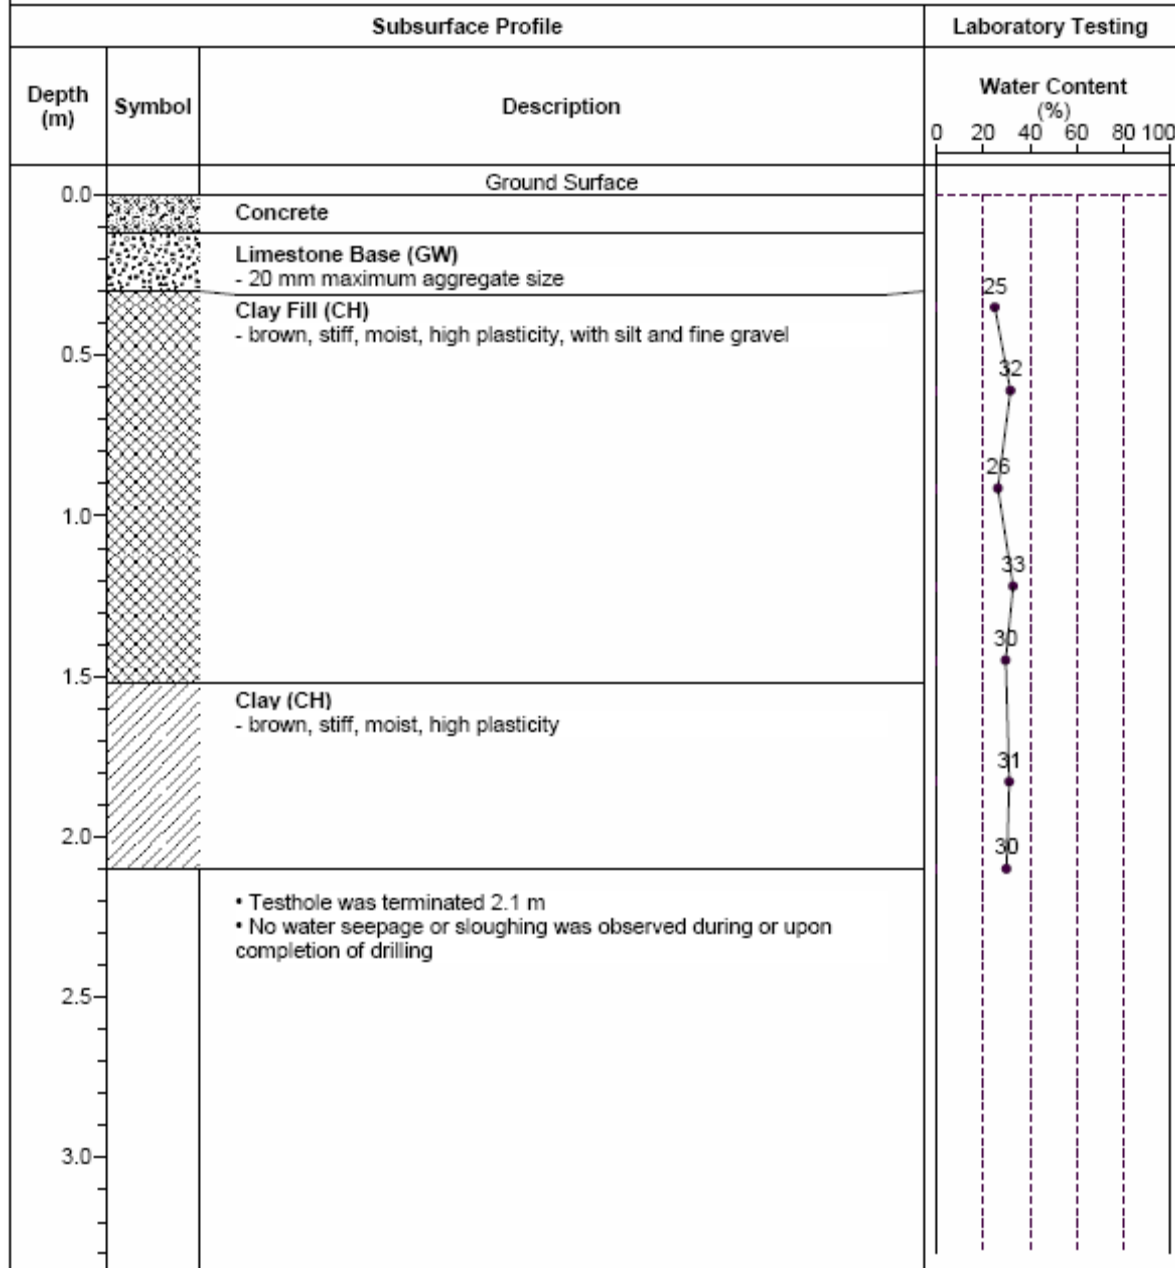 Subsurface Profile
Laboratory Testing
Depth
(m)
Symbol
Description
Water Content
(%)
0 20 40 60 80 100
Ground Surface
0.0
Concrete
Limestone Base (GW)
- 20 mm maximum aggregate size
25
Clay Fill (CH)
- brown, stiff, moist, high plasticity, with silt and fine gravel
0.5
32
26
1.0
33
30
1.5
Clay (CH)
- brown, stiff, moist, high plasticity
31
2.0
30
• Testhole was terminated 2.1 m
• No water seepage or sloughing was observed during or upon
completion of drilling
2.5
3.0